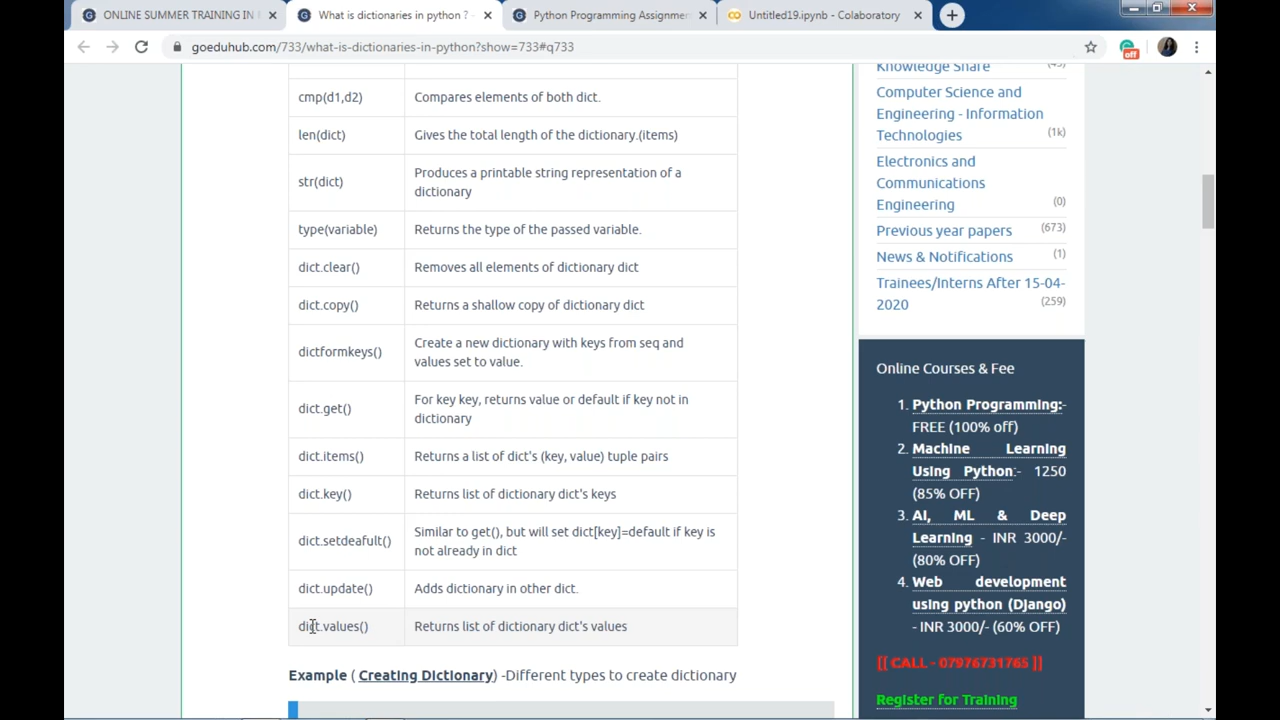 ONLINE SUMMER TRAINING IN
What is dictionaries in python ? -
Python Programming Assignmen
Untitled19.ipynb - Colaboratory
goeduhub.com/733/what-is-dictionaries-in-python?show=733#q733
off
cmp(d1,d2) Compares elements of both dict.
len(dict) Gives the total length of the dictionary.(items)
str(dict) Produces a printable string representation of a
dictionary
type(variable) Returns the type of the passed variable.
dict.clear() Removes all elements of dictionary dict
dict.copy() Returns a shallow copy of dictionary dict
dictformkeys() Create a new dictionary with keys from seq and
values set to value.
dict.get() For key key, returns value or default if key not in
dictionary
dict.items() Returns a list of dict's (key, value) tuple pairs
dict.key() Returns list of dictionary dict's keys
dict.setdeafult() Similar to get(), but will set dict[key]=default if key is
not already in dict
dict.update() Adds dictionary in other dict.
dict.values() Returns list of dictionary dict's values
Example ( Creating Dictionary) -Different types to create dictionary
Knowledge Share
Computer Science and
Engineering - Information
Technologies (1k)
Electronics and
Communications
Engineering (0)
Previous year papers (673)
News & Notifications (1)
Trainees/Interns After 15-04-
2020 (259)
Online Courses & Fee
1. Python Programming:-
FREE (100% off)
2. Machine Learning
Using Python:- 1250
(85% OFF)
3. AI, ML & Deep
Learning - INR 3000/-
(80% OFF)
4. Web development
using python (Django)
- INR 3000/- (60% OFF)
[[ CALL - 07976731765 ]]
Register for Training